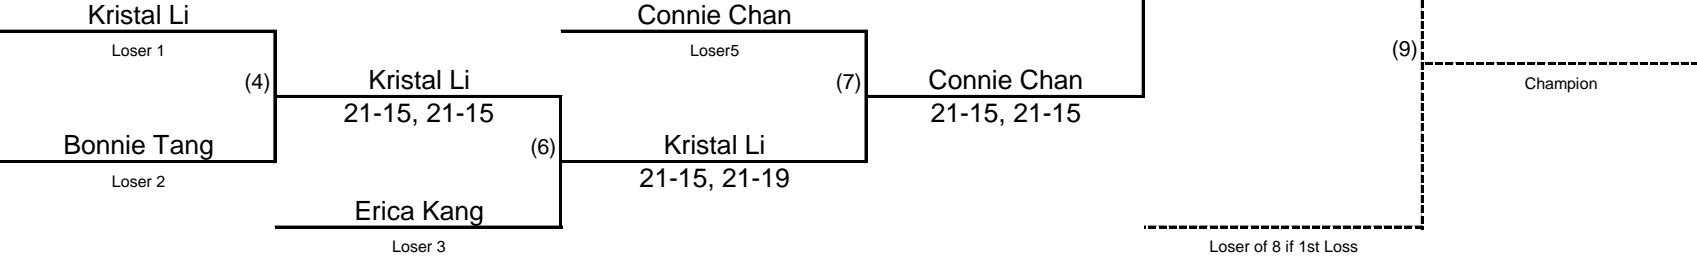 Kristal Li
Loser 1
(4)
Bonnie Tang
Loser 2
Kristal Li
21-15, 21-15
(6)
Erica Kang
Loser 3
Connie Chan
Loser5
(7)
Kristal Li
21-15, 21-19
Connie Chan
21-15, 21-15
(9)
Champion
Loser of 8 if 1st Loss